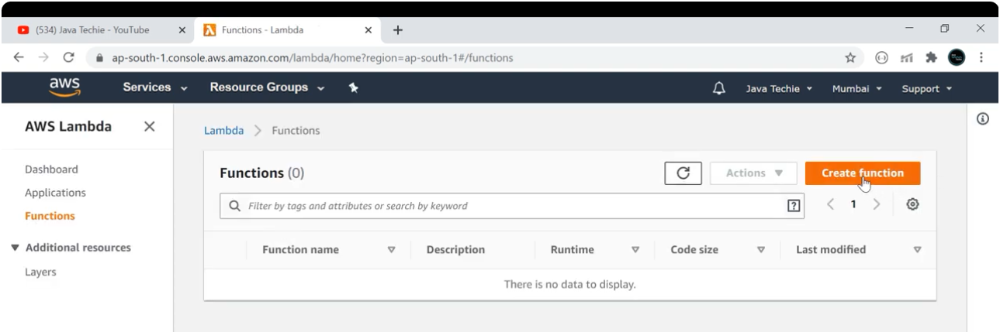 (534) Java Techie - YouTube
Functions - Lambda
ap-south-1.console.aws.amazon.com/lambda/home?region=ap-south-1#/functions
aws Services Resource Groups Java Techie Mumbai Support
AWS Lambda
Lambda > Functions
Dashboard
Applications
Functions
Additional resources
Layers
Functions (0) Actions Create function
Filter by tags and attributes or search by keyword ? < 1 >
Function name Description Runtime Code size Last modified
There is no data to display.